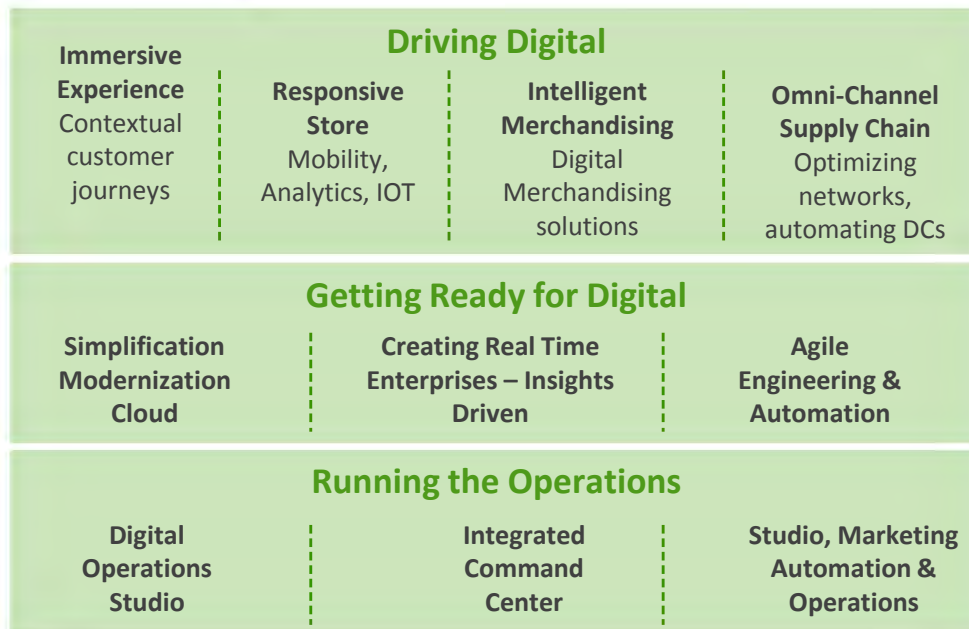 Driving Digital
Immersive
Experience
Contextual
customer
journeys
Responsive
Store
Mobility,
Analytics, IOT
Intelligent
Merchandising
Digital
Merchandising
solutions
Omni-Channel
Supply Chain
Optimizing
networks,
automating DCs
Getting Ready for Digital
Simplification
Modernization
Cloud
Creating Real Time
Enterprises – Insights
Driven
Agile
Engineering &
Automation
Running the Operations
Digital
Operations
Studio
Integrated
Command
Center
Studio, Marketing
Automation &
Operations